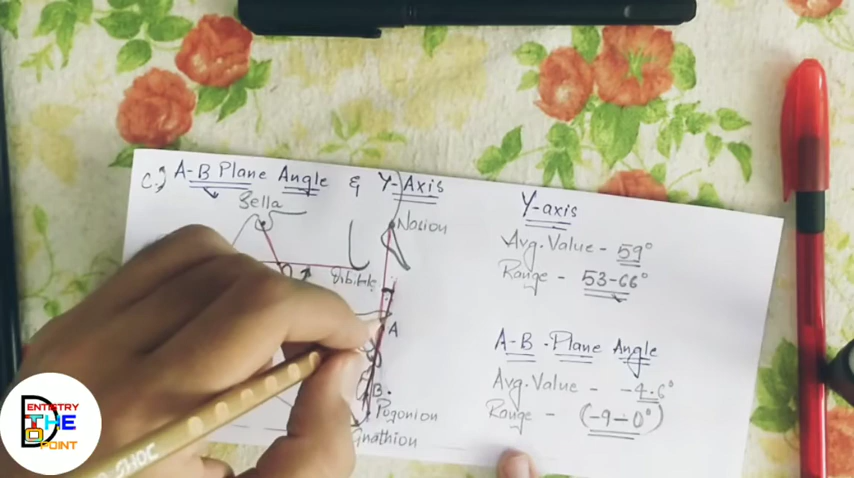 C.) A-B Plane Angle & Y-Axis
Sella
Nasion
Orbitale
A
B
Pogonion
Gnathion
Y-axis
Avg. Value - 59°
Range - 53-66°
A-B - Plane Angle
Avg. Value - -4.6°
Range - (-9-0°)
DENTISTRY
THE
TO POINT